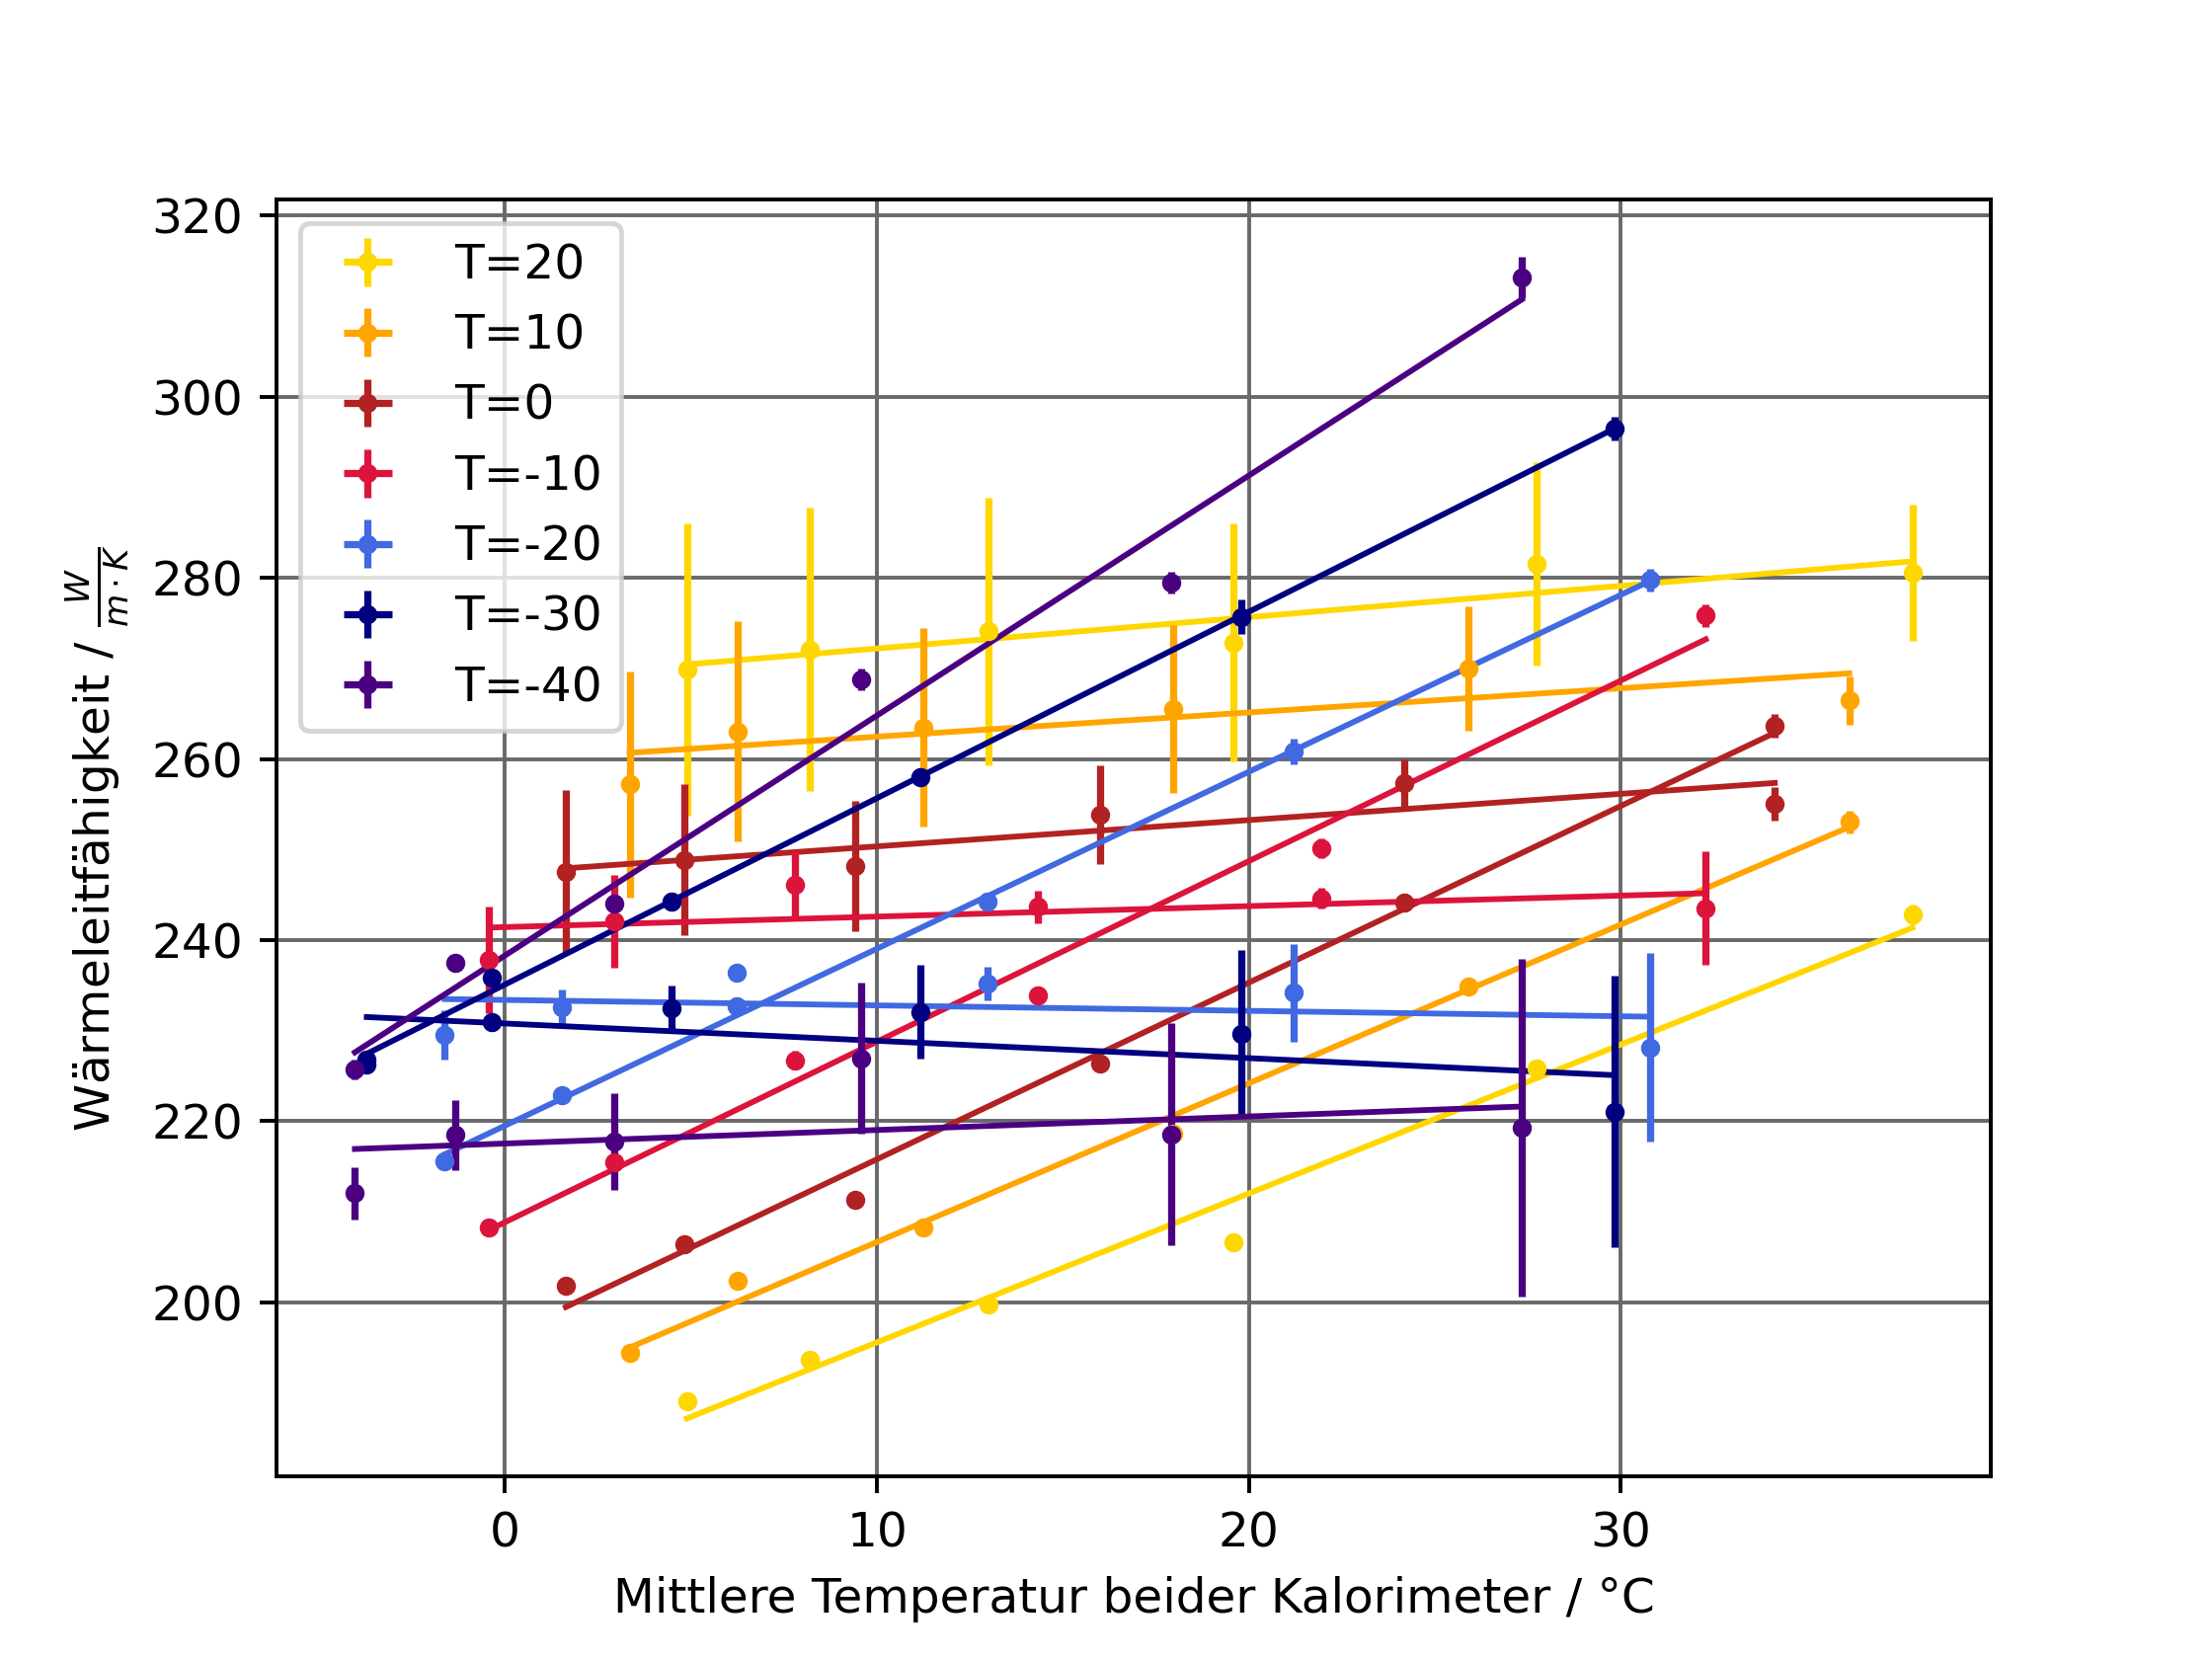 320
300
280
260
240
220
200
0
10
20
30
T=20
T=10
T=0
T=-10
T=-20
T=-30
T=-40
Wärmeleitfähigkeit / W/(m · K)
Mittlere Temperatur beider Kalorimeter / °C